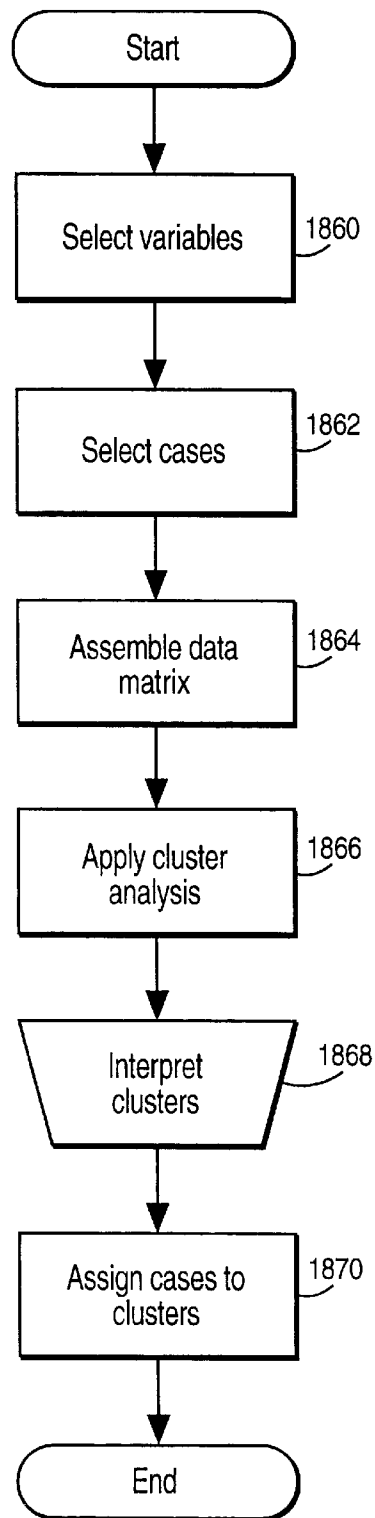 Start
Select variables
1860
Select cases
1862
Assemble data
matrix
1864
Apply cluster
analysis
1866
Interpret
clusters
1868
Assign cases to
clusters
1870
End